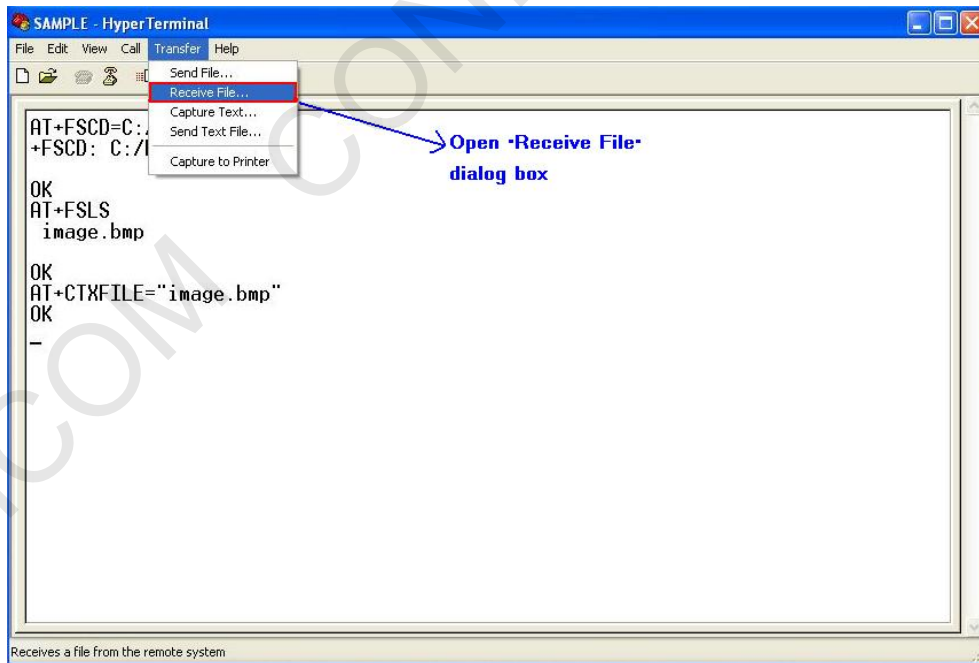 SAMPLE - HyperTerminal
File Edit View Call Transfer Help
Send File...
Receive File...
Capture Text...
Send Text File...
Capture to Printer
Open -Receive File-
dialog box
AT+FSCD=C:
+FSCD: C:/
OK
AT+FSLS
image.bmp
OK
AT+CTXFILE="image.bmp"
OK
Receives a file from the remote system
COM CON